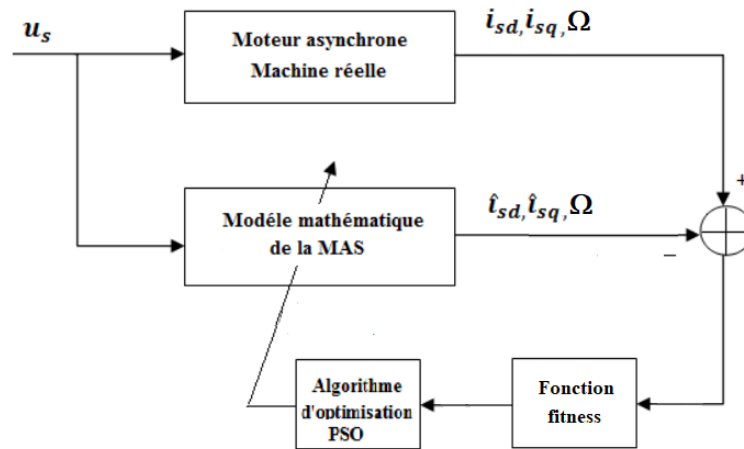 u_s
Moteur asynchrone
Machine réelle
i_sd, i_sq, Ω
+
Modéle mathématique
de la MAS
î_sd, î_sq, Ω
−
Algorithme
d'optimisation
PSO
Fonction
fitness